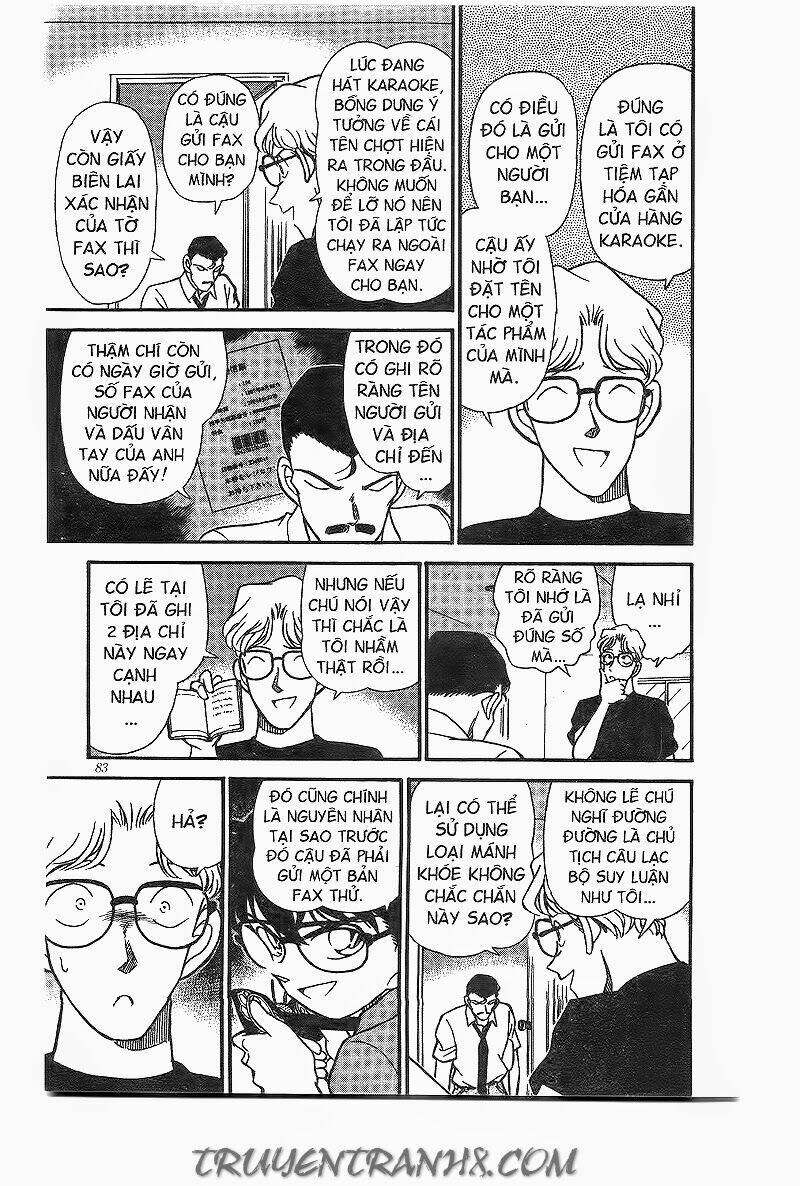 ĐÚNG
LÀ TÔI CÓ
GỬI FAX Ở
TIỆM TẠP
HÓA GẦN
CỬA HÀNG
KARAOKE.
CÓ ĐIỀU
ĐÓ LÀ GỬI
CHO MỘT
NGƯỜI
BẠN...
CẬU ẤY
NHỜ TÔI
ĐẶT TÊN
CHO MỘT
TÁC PHẨM
CỦA MÌNH
MÀ.
LÚC ĐANG
HÁT KARAOKE,
BỖNG DƯNG Ý
TƯỞNG VỀ CÁI
TÊN CHỢT HIỆN
RA TRONG ĐẦU.
KHÔNG MUỐN
ĐỂ LỠ NÓ NÊN
TÔI ĐÃ LẬP TỨC
CHẠY RA NGOÀI
FAX NGAY
CHO BẠN.
CÓ ĐÚNG
LÀ CẬU
GỬI FAX
CHO BẠN
MÌNH?
VẬY
CÒN GIẤY
BIÊN LAI
XÁC NHẬN
CỦA TỜ
FAX THÌ
SAO?
TRONG ĐÓ
CÓ GHI RÕ
RÀNG TÊN
NGƯỜI GỬI
VÀ ĐỊA
CHỈ ĐẾN
...
THẬM CHÍ CÒN
CÓ NGÀY GIỜ GỬI,
SỐ FAX CỦA
NGƯỜI NHẬN
VÀ DẤU VÂN
TAY CỦA ANH
NỮA ĐẤY!
LẠ NHỈ
...
RÕ RÀNG
TÔI NHỚ LÀ
ĐÃ GỬI
ĐÚNG SỐ
MÀ...
NHƯNG NẾU
CHÚ NÓI VẬY
THÌ CHẮC LÀ
TÔI NHẦM
THẬT RỒI...
CÓ LẼ TẠI
TÔI ĐÃ GHI
2 ĐỊA CHỈ
NÀY NGAY
CẠNH
NHAU
...
83
KHÔNG LẼ CHÚ
NGHĨ ĐƯỜNG
ĐƯỜNG LÀ CHỦ
TỊCH CÂU LẠC
BỘ SUY LUẬN
NHƯ TÔI...
LẠI CÓ THỂ
SỬ DỤNG
LOẠI MÁNH
KHÓE KHÔNG
CHẮC CHẮN
NÀY SAO?
ĐÓ CŨNG CHÍNH
LÀ NGUYÊN NHÂN
TẠI SAO TRƯỚC
ĐÓ CẬU ĐÃ PHẢI
GỬI MỘT BẢN
FAX THỬ.
HẢ?
TRUYENTRANH8.COM